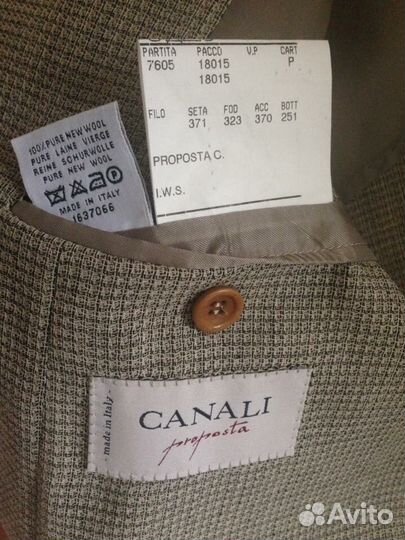 PARTITA PACCO V.P CART
7605 18015 P
18015
FILO SETA FOD ACC BOTT
371 323 370 251
PROPOSTA C.
I.W.S.
100% PURE NEW WOOL
PURE LAINE VIERGE
REINE SCHURWOLLE
PURE NEW WOOL
MADE IN ITALY
1637066
CANALI
proposta
- made in Italy -
Avito